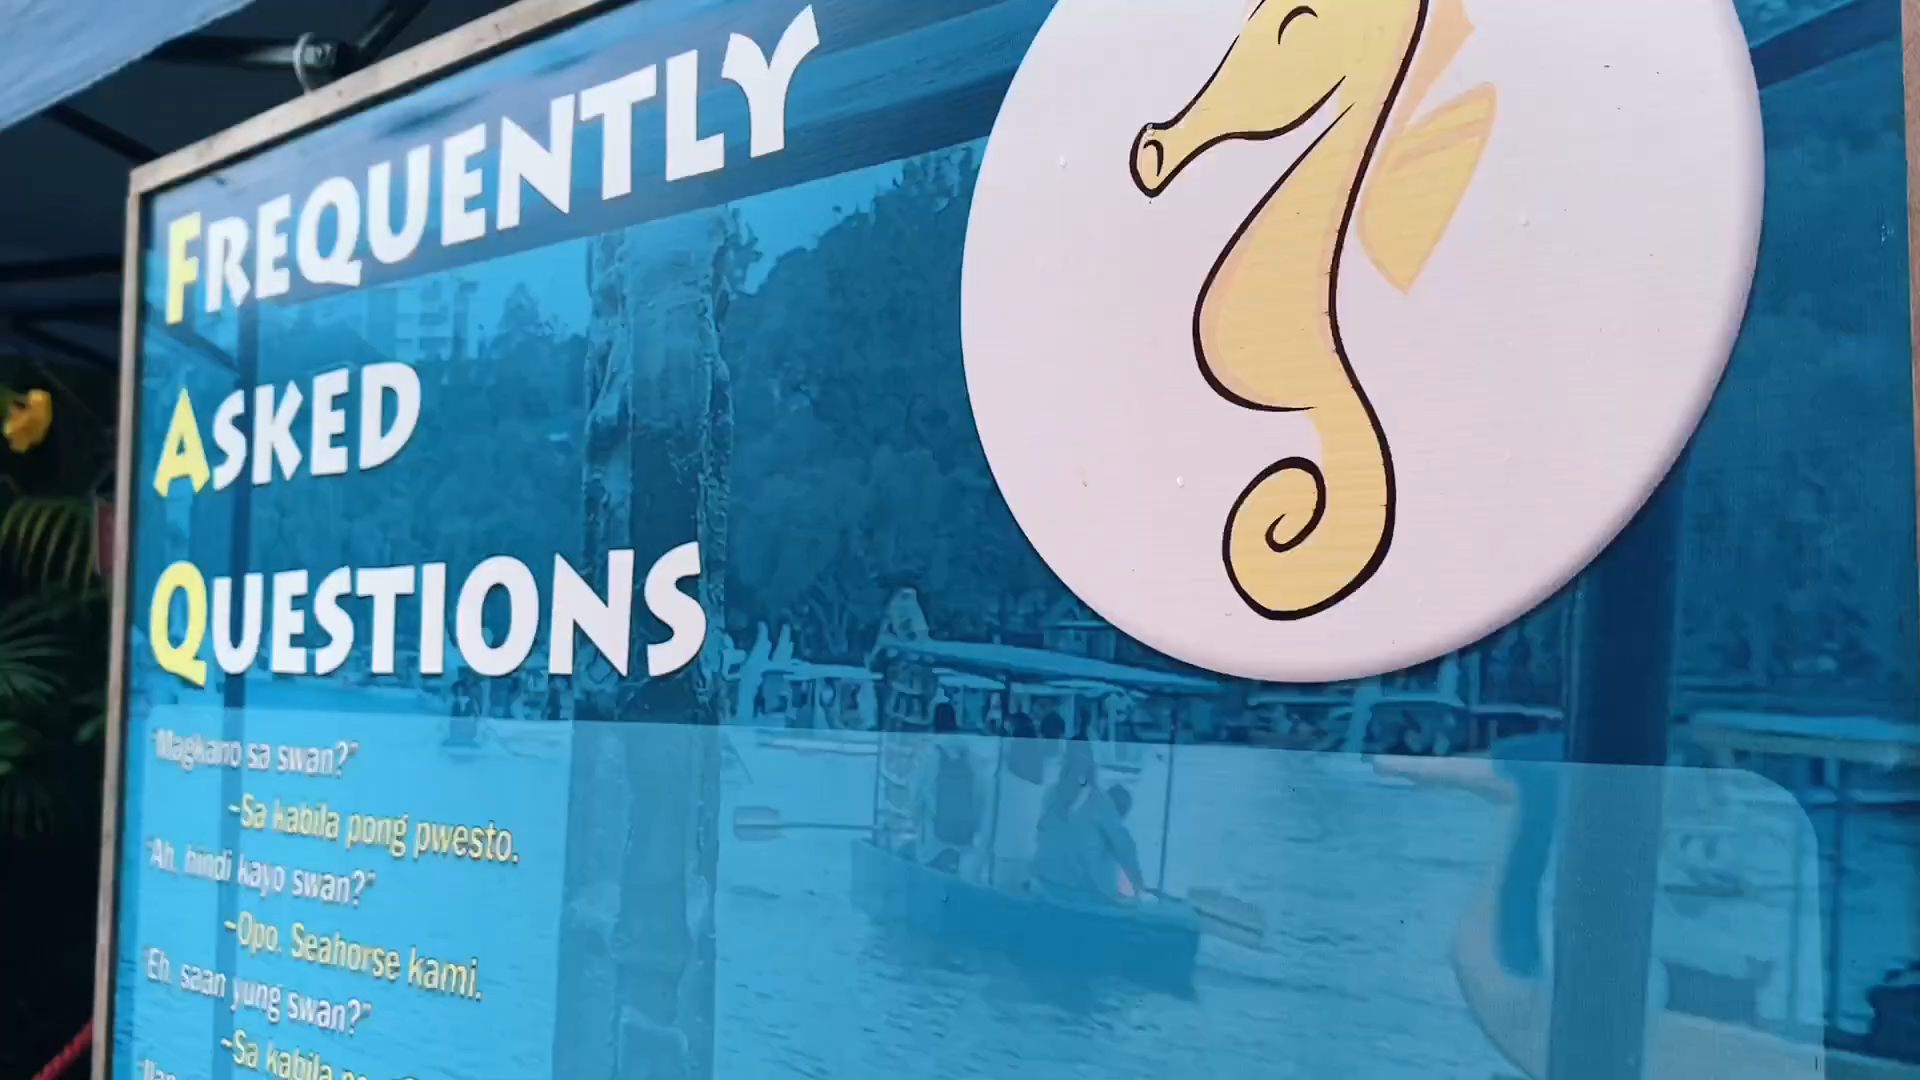 FREQUENTLY
ASKED
QUESTIONS
"Magkano sa swan?"
-Sa kabila pong pwesto.
"Ah, hindi kayo swan?"
-Opo. Seahorse kami.
"Eh, saan yung swan?"
-Sa kabila